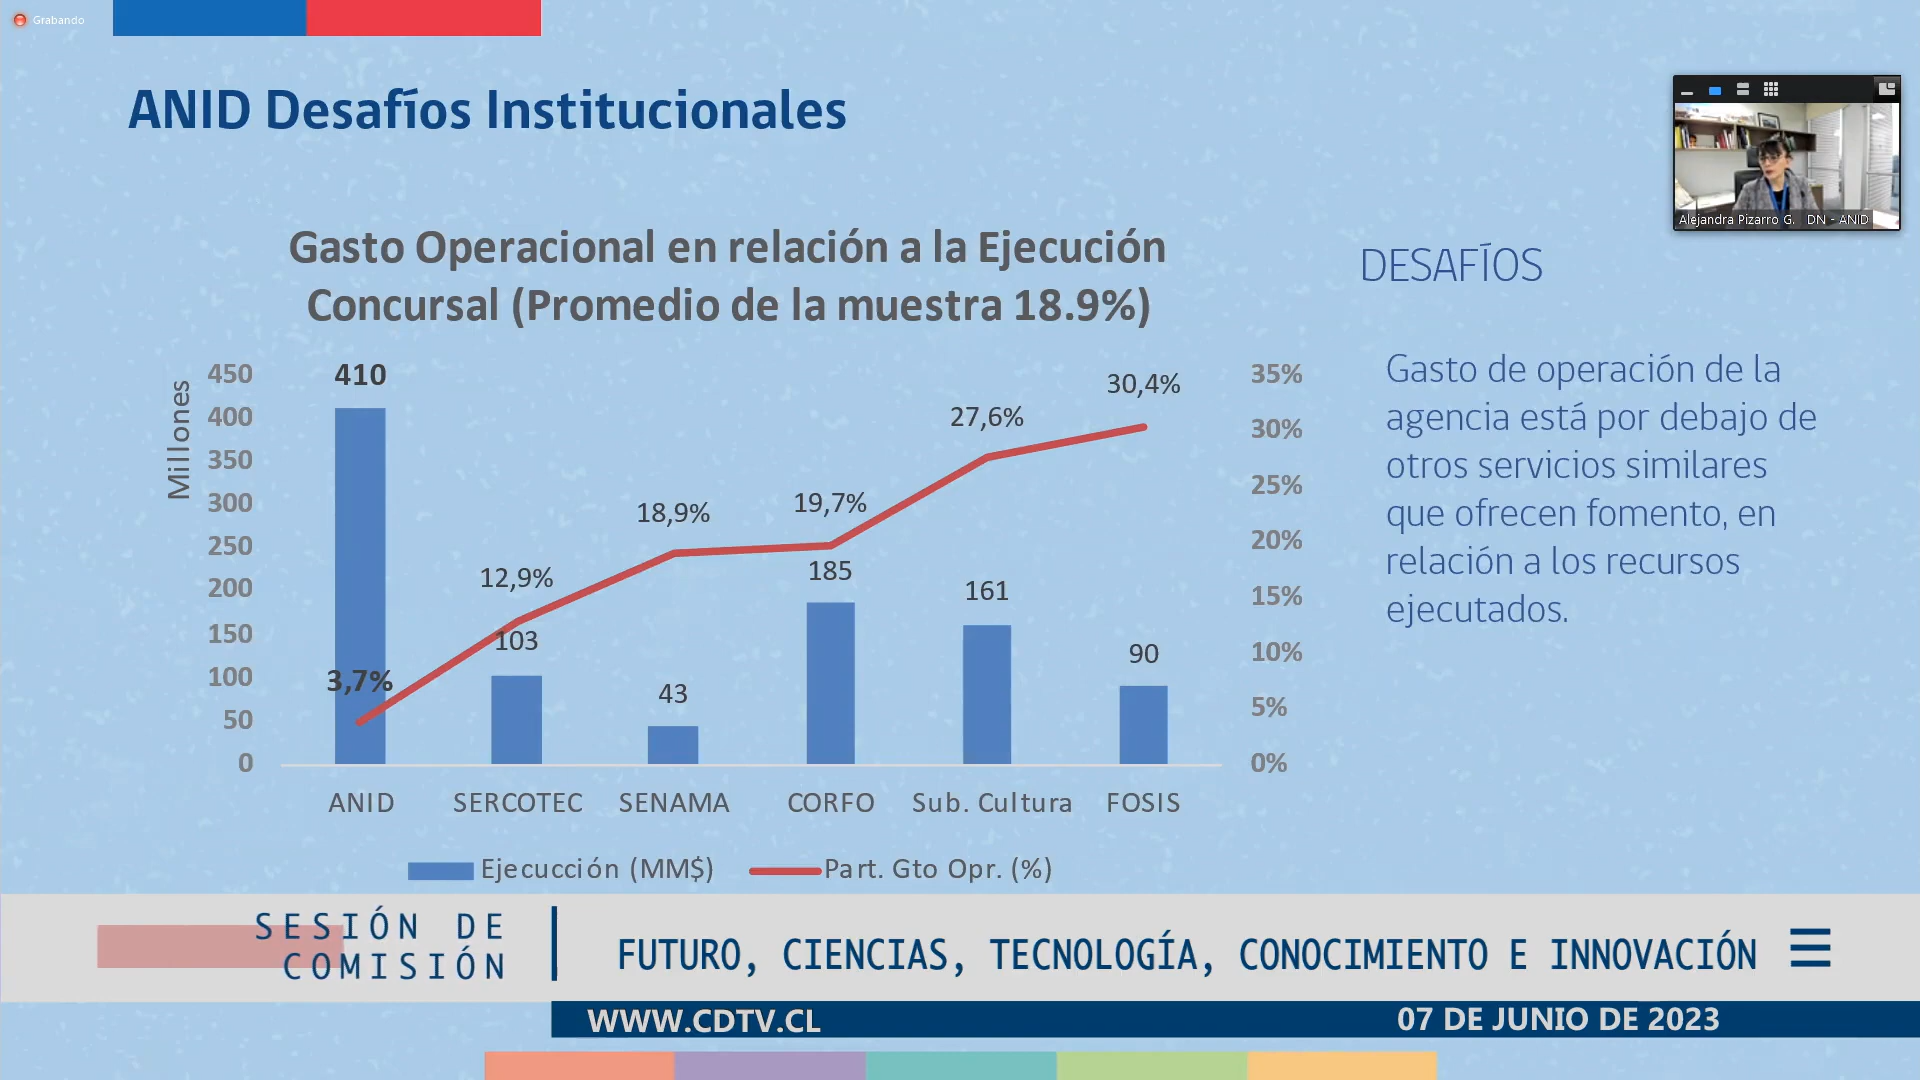 Grabando
ANID Desafíos Institucionales
Alejandra Pizarro G. DN - ANID
Gasto Operacional en relación a la Ejecución
Concursal (Promedio de la muestra 18.9%)
Millones
450
400
350
300
250
200
150
100
50
0
410
103
43
185
161
90
3,7%
12,9%
18,9%
19,7%
27,6%
30,4%
35%
30%
25%
20%
15%
10%
5%
0%
ANID SERCOTEC SENAMA CORFO Sub. Cultura FOSIS
Ejecucción (MM$) Part. Gto Opr. (%)
DESAFÍOS
Gasto de operación de la
agencia está por debajo de
otros servicios similares
que ofrecen fomento, en
relación a los recursos
ejecutados.
SESIÓN DE
COMISIÓN
FUTURO, CIENCIAS, TECNOLOGÍA, CONOCIMIENTO E INNOVACIÓN
WWW.CDTV.CL
07 DE JUNIO DE 2023